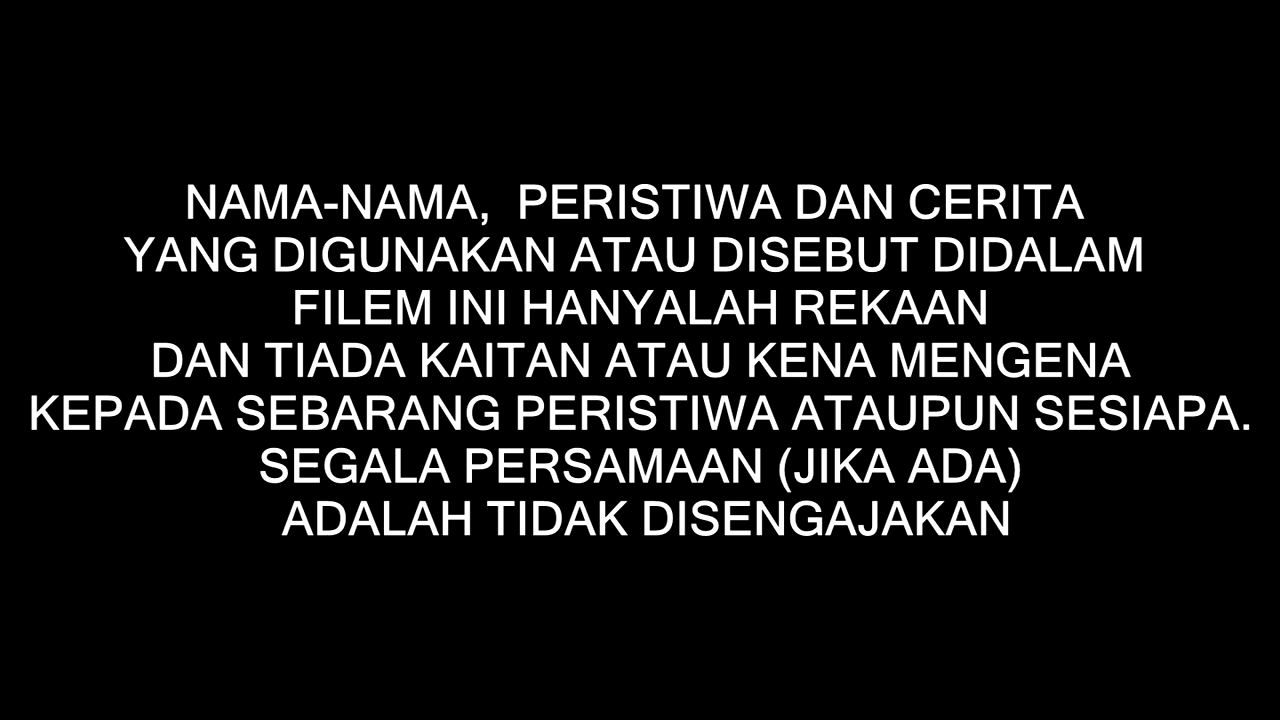 NAMA-NAMA,  PERISTIWA DAN CERITA
YANG DIGUNAKAN ATAU DISEBUT DIDALAM
FILEM INI HANYALAH REKAAN
DAN TIADA KAITAN ATAU KENA MENGENA
KEPADA SEBARANG PERISTIWA ATAUPUN SESIAPA.
SEGALA PERSAMAAN (JIKA ADA)
ADALAH TIDAK DISENGAJAKAN